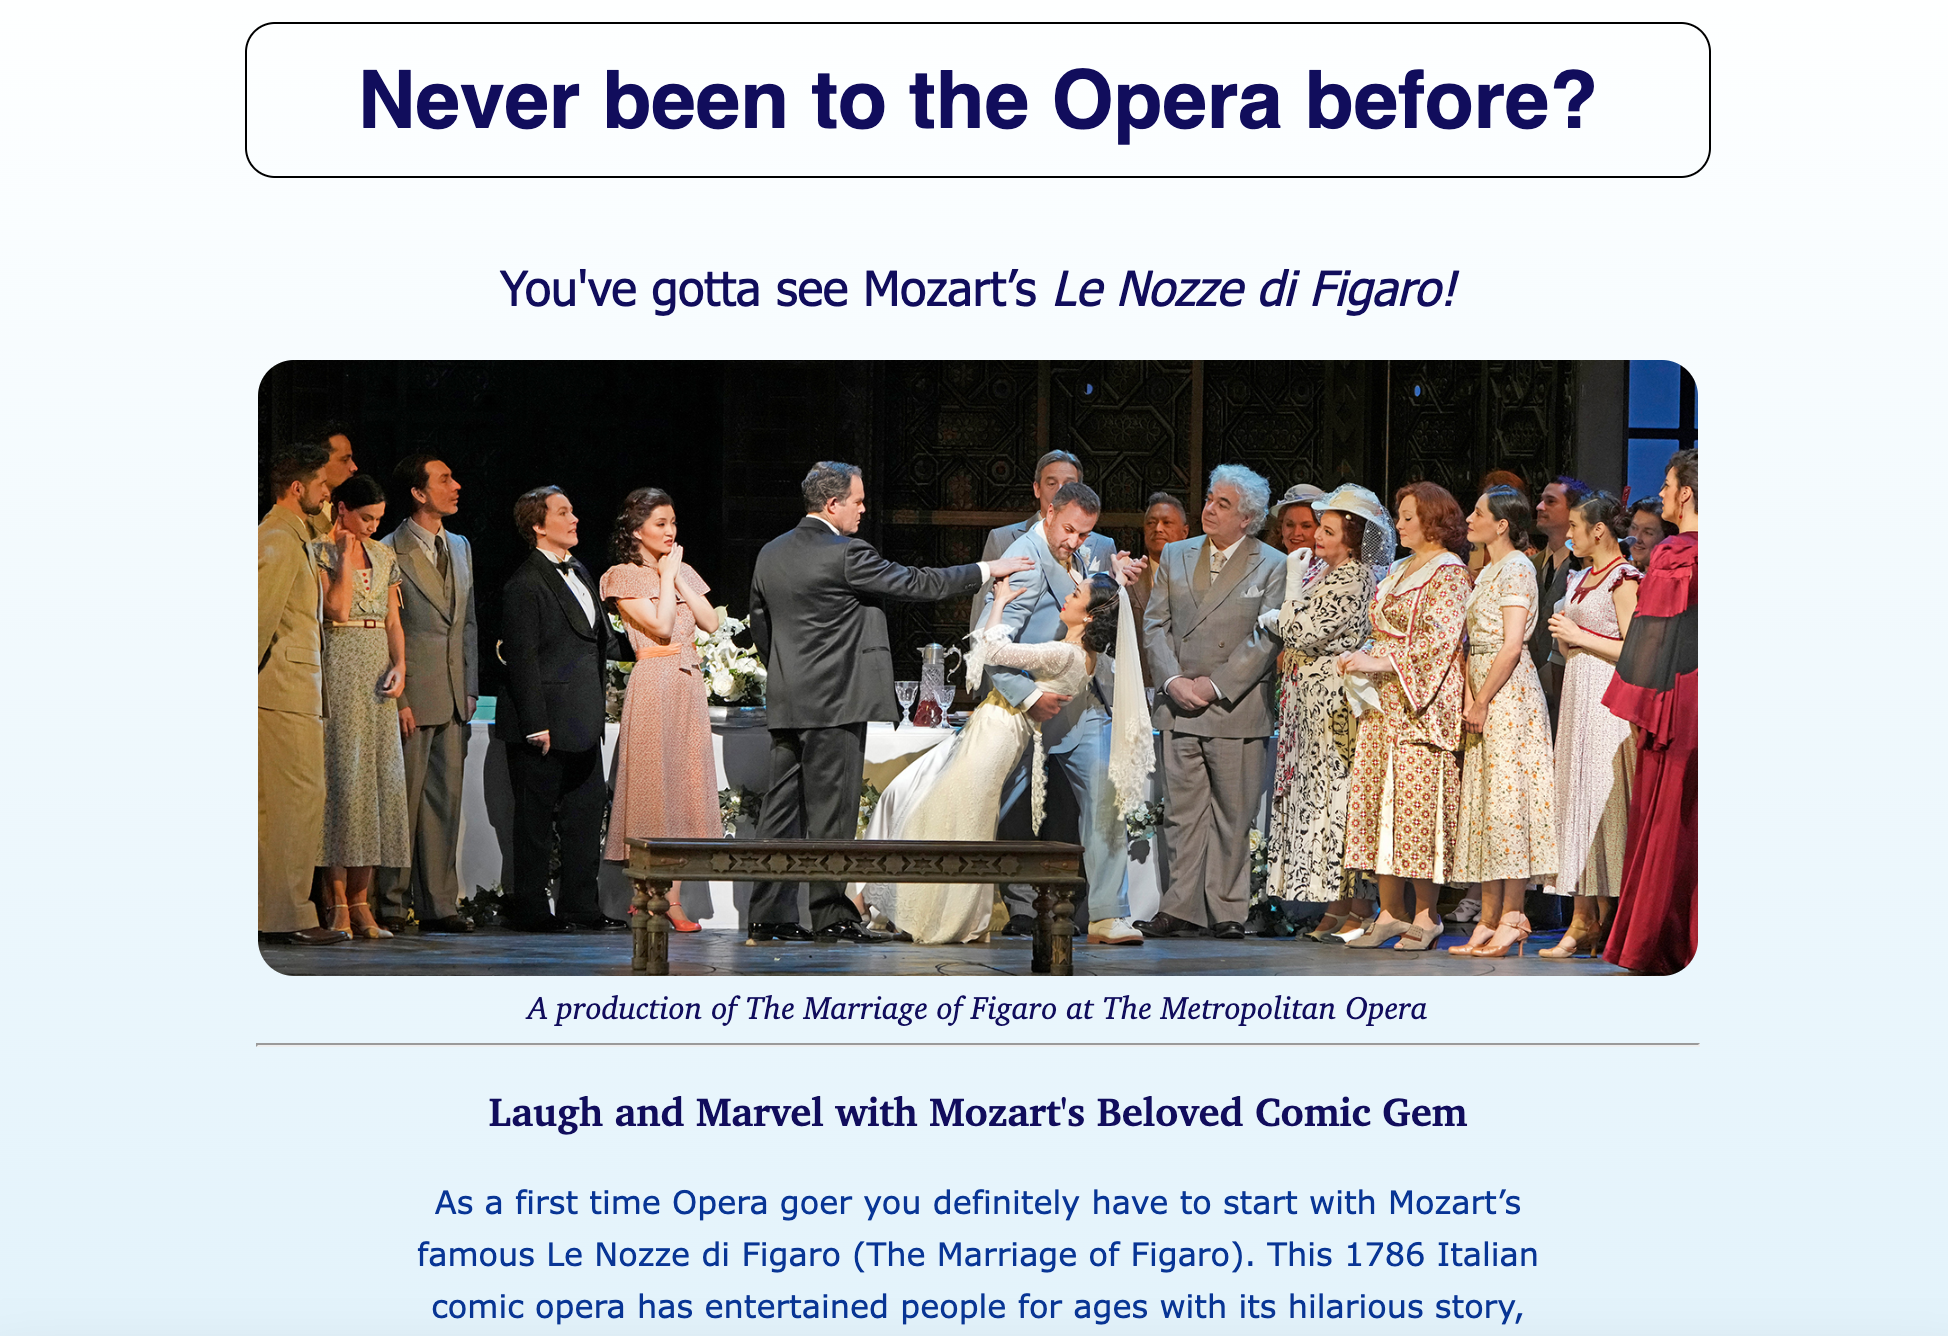 Never been to the Opera before?
You've gotta see Mozart’s Le Nozze di Figaro!
A production of The Marriage of Figaro at The Metropolitan Opera
Laugh and Marvel with Mozart's Beloved Comic Gem
As a first time Opera goer you definitely have to start with Mozart’s
famous Le Nozze di Figaro (The Marriage of Figaro). This 1786 Italian
comic opera has entertained people for ages with its hilarious story,